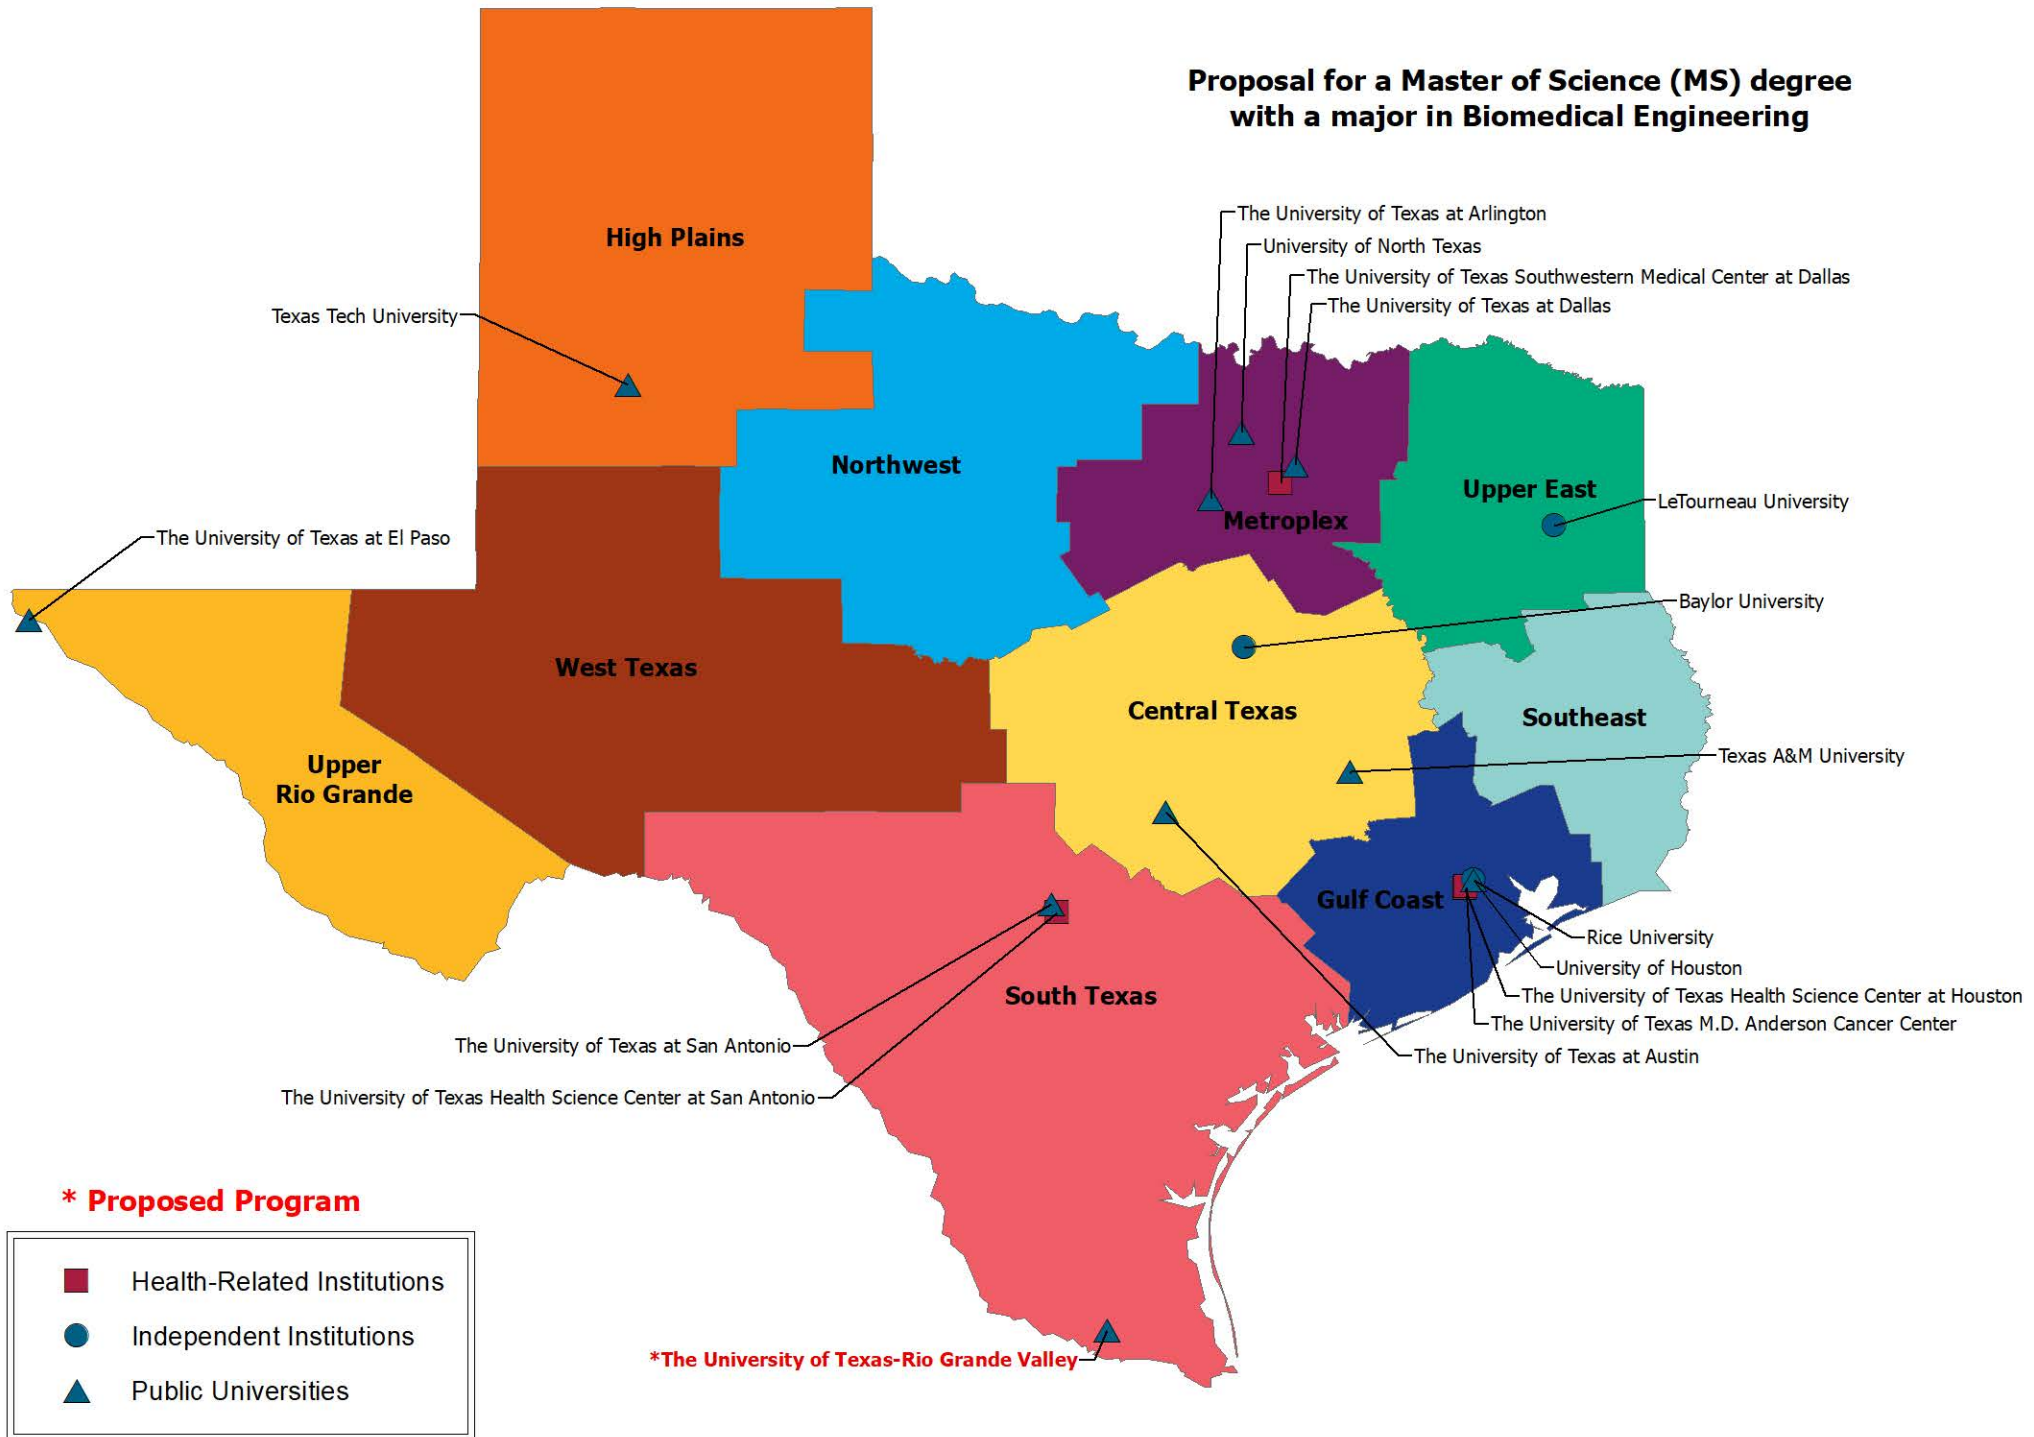 Proposal for a Master of Science (MS) degree
with a major in Biomedical Engineering
The University of Texas at Arlington
High Plains
University of North Texas
The University of Texas Southwestern Medical Center at Dallas
The University of Texas at Dallas
Texas Tech University
Northwest
Upper East
LeTourneau University
Metroplex
The University of Texas at El Paso
Baylor University
West Texas
Central Texas
Southeast
Texas A&M University
Upper
Rio Grande
Gulf Coast
Rice University
University of Houston
South Texas
The University of Texas Health Science Center at Houston
The University of Texas M.D. Anderson Cancer Center
The University of Texas at San Antonio
The University of Texas at Austin
The University of Texas Health Science Center at San Antonio
* Proposed Program
Health-Related Institutions
Independent Institutions
*The University of Texas-Rio Grande Valley
Public Universities